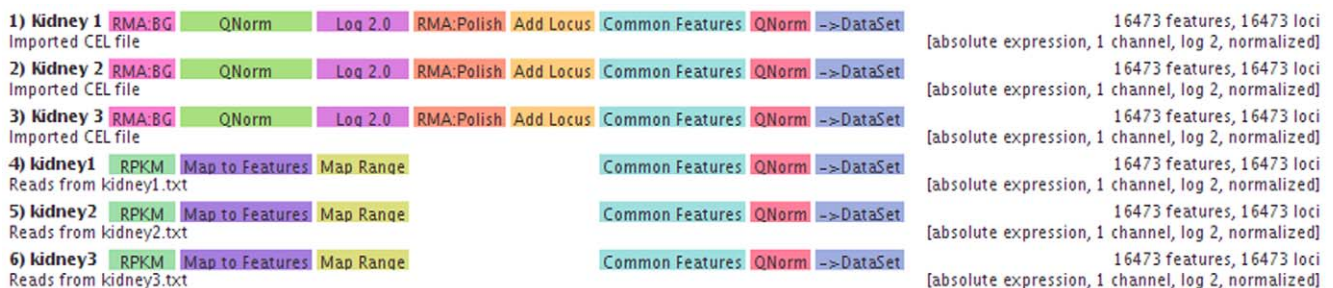 1) Kidney 1 RMA:BG QNorm Log 2.0 RMA:Polish Add Locus Common Features QNorm ->DataSet 16473 features, 16473 loci
Imported CEL file [absolute expression, 1 channel, log 2, normalized]
2) Kidney 2 RMA:BG QNorm Log 2.0 RMA:Polish Add Locus Common Features QNorm ->DataSet 16473 features, 16473 loci
Imported CEL file [absolute expression, 1 channel, log 2, normalized]
3) Kidney 3 RMA:BG QNorm Log 2.0 RMA:Polish Add Locus Common Features QNorm ->DataSet 16473 features, 16473 loci
Imported CEL file [absolute expression, 1 channel, log 2, normalized]
4) kidney1 RPKM Map to Features Map Range Common Features QNorm ->DataSet 16473 features, 16473 loci
Reads from kidney1.txt [absolute expression, 1 channel, log 2, normalized]
5) kidney2 RPKM Map to Features Map Range Common Features QNorm ->DataSet 16473 features, 16473 loci
Reads from kidney2.txt [absolute expression, 1 channel, log 2, normalized]
6) kidney3 RPKM Map to Features Map Range Common Features QNorm ->DataSet 16473 features, 16473 loci
Reads from kidney3.txt [absolute expression, 1 channel, log 2, normalized]